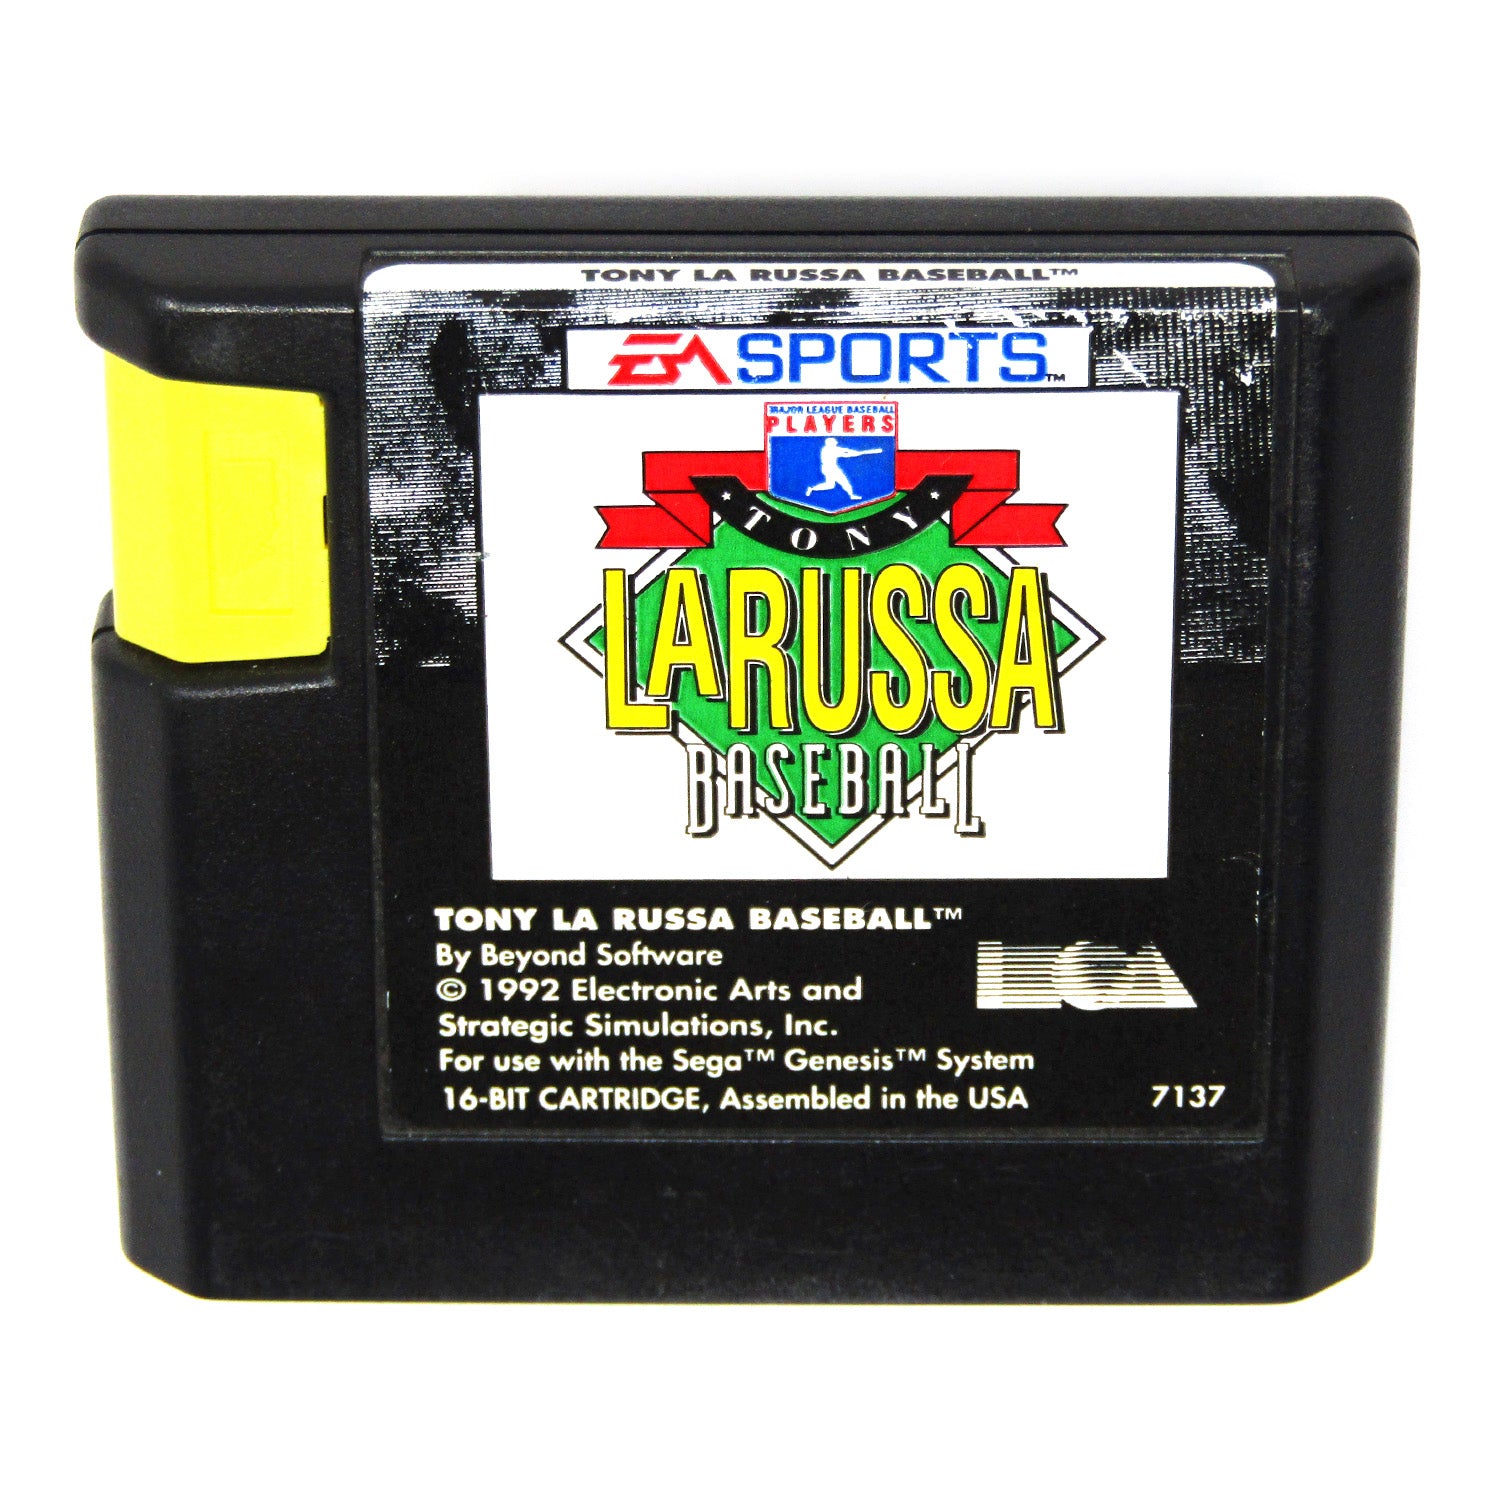 TONY LA RUSSA BASEBALL™
EA SPORTS™
MAJOR LEAGUE BASEBALL
PLAYERS
TONY
LARUSSA
BASEBALL
TONY LA RUSSA BASEBALL™
By Beyond Software
© 1992 Electronic Arts and
Strategic Simulations, Inc.
For use with the Sega™ Genesis™ System
16-BIT CARTRIDGE, Assembled in the USA
7137